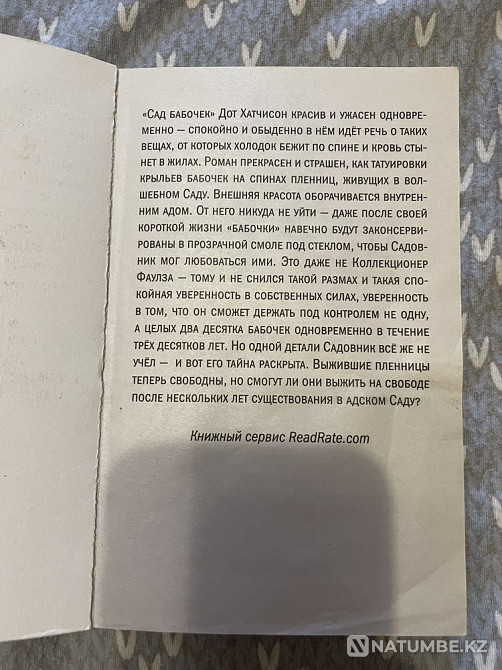 «Сад бабочек» Дот Хатчисон красив и ужасен одновре-
менно — спокойно и обыденно в нём идёт речь о таких
вещах, от которых холодок бежит по спине и кровь сты-
нет в жилах. Роман прекрасен и страшен, как татуировки
крыльев бабочек на спинах пленниц, живущих в вол-
шебном Саду. Внешняя красота оборачивается внутрен-
ним адом. От него никуда не уйти — даже после своей
короткой жизни «бабочки» навечно будут законсерви-
рованы в прозрачной смоле под стеклом, чтобы Садов-
ник мог любоваться ими. Это даже не Коллекционер
Фаулза — тому и не снился такой размах и такая спо-
койная уверенность в собственных силах, уверенность
в том, что он сможет держать под контролем не одну,
а целых два десятка бабочек одновременно в течение
трёх десятков лет. Но одной детали Садовник всё же не
учёл — и вот его тайна раскрыта. Выжившие пленницы
теперь свободны, но смогут ли они выжить на свободе
после нескольких лет существования в адском Саду?
Книжный сервис ReadRate.com
NATUMBE.KZ